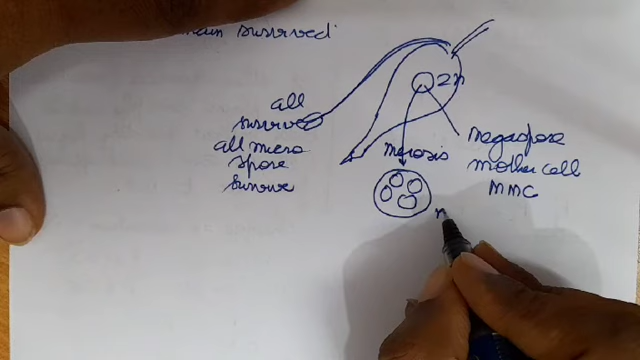 survived
2n
all
survive
all micro
spore
survive
meiosis
megaspore
mother cell
MMC
n